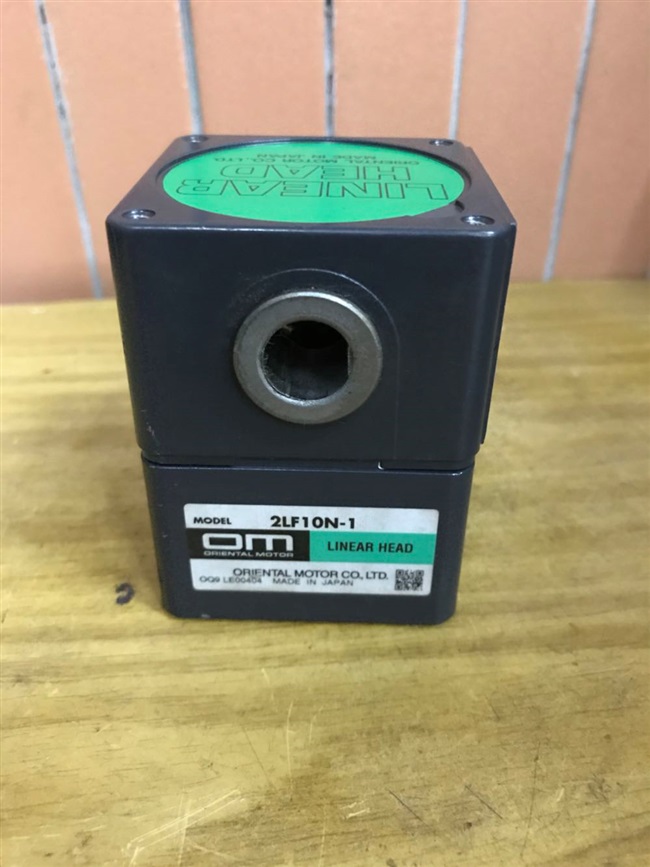 LINEAR
HEAD
ORIENTAL MOTOR CO., LTD.
MADE IN JAPAN
MODEL 2LF10N-1
OM
ORIENTAL MOTOR
LINEAR HEAD
ORIENTAL MOTOR CO., LTD.
OQ9 LE00404 MADE IN JAPAN